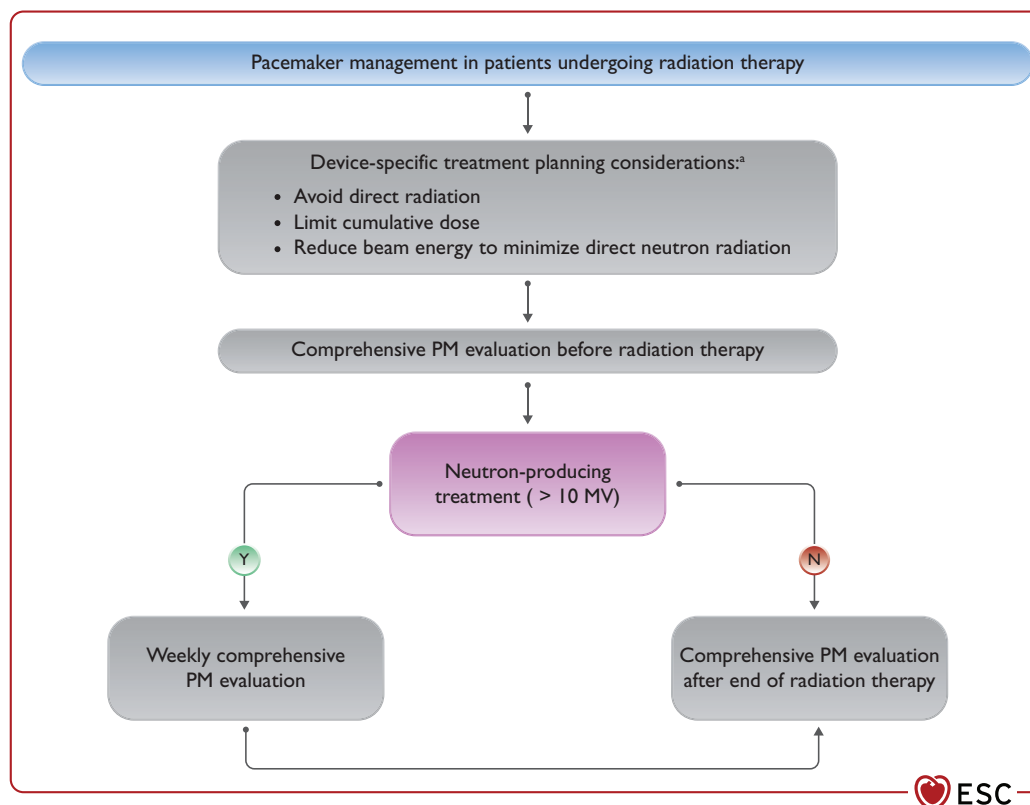 Pacemaker management in patients undergoing radiation therapy
Device-specific treatment planning considerations:ᵃ
• Avoid direct radiation
• Limit cumulative dose
• Reduce beam energy to minimize direct neutron radiation
Comprehensive PM evaluation before radiation therapy
Neutron-producing
treatment ( > 10 MV)
Y
N
Weekly comprehensive
PM evaluation
Comprehensive PM evaluation
after end of radiation therapy
ESC